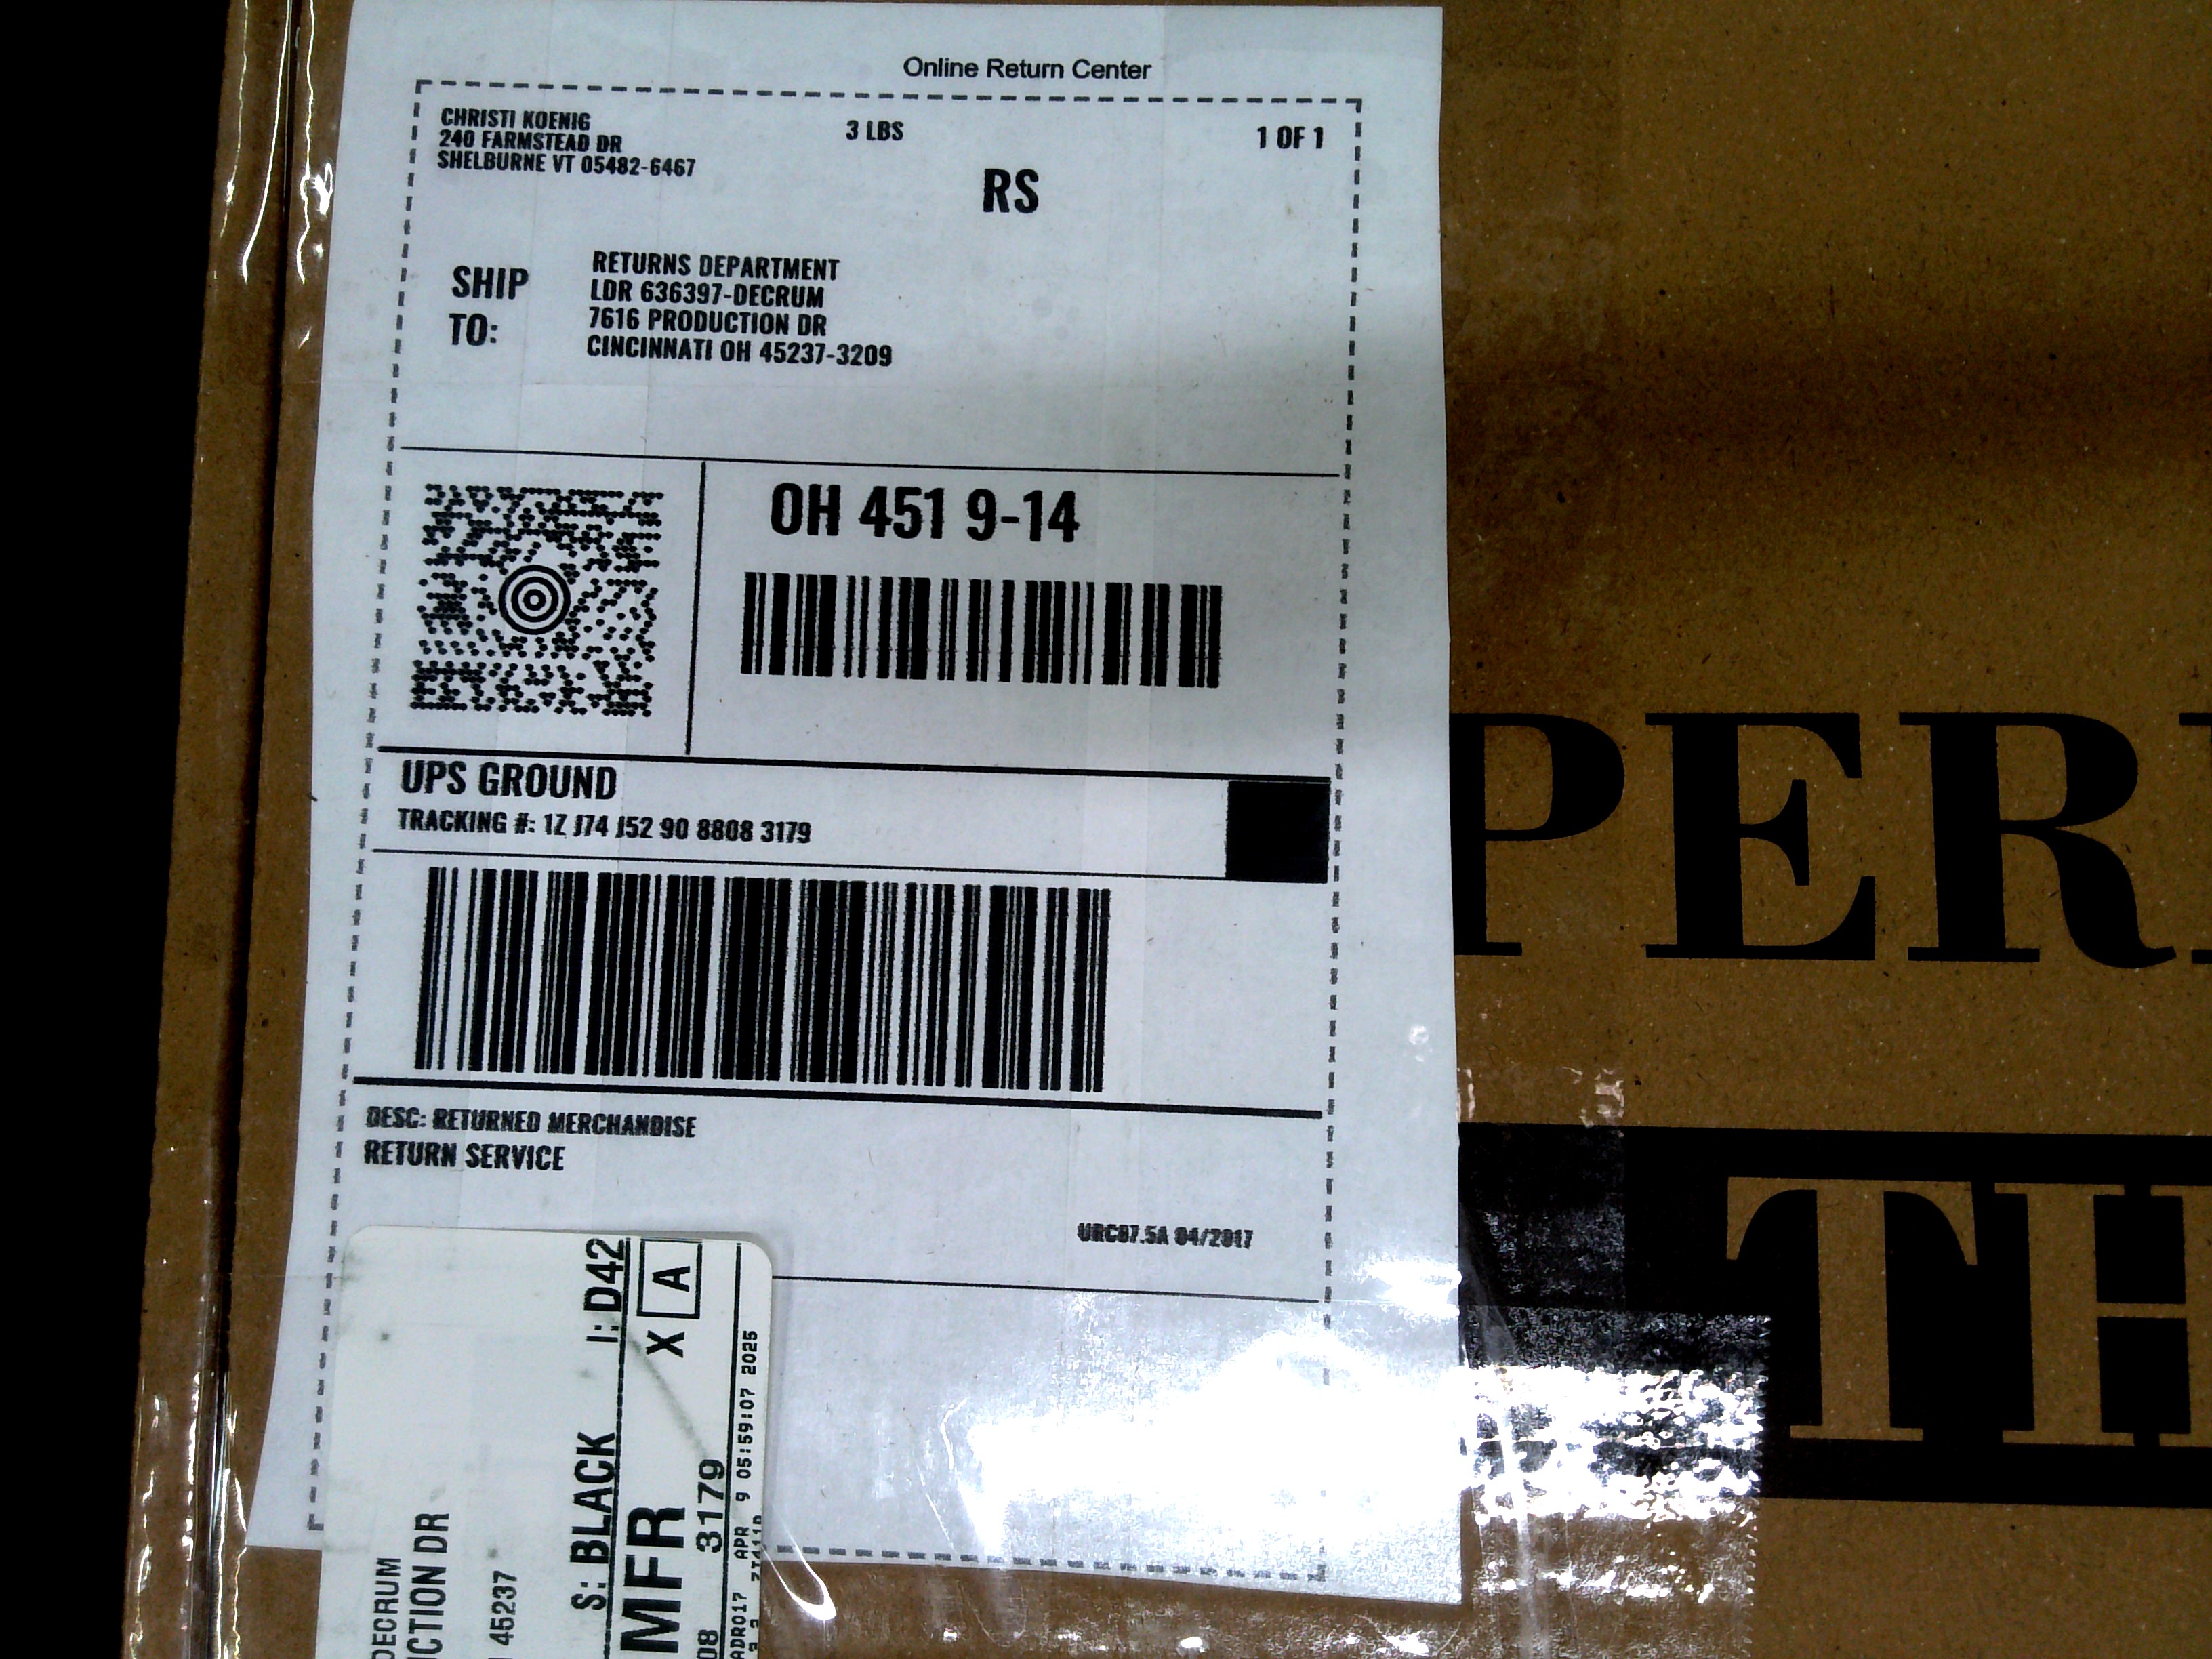 Online Return Center
CHRISTI KOENIG
240 FARMSTEAD DR
SHELBURNE VT 05482-6467
3 LBS
1 OF 1
RS
SHIP
TO:
RETURNS DEPARTMENT
LDR 636397-DECRUM
7616 PRODUCTION DR
CINCINNATI OH 45237-3209
OH 451 9-14
UPS GROUND
TRACKING #: 1Z J74 J52 90 8808 3179
DESC: RETURNED MERCHANDISE
RETURN SERVICE
URC87.5A 04/2017
DECRUM
CTION DR
45237
S: BLACK I: D42
MFR X A
08 3179
ADRO17 APR 9 05:59:07 2025
PER
TH